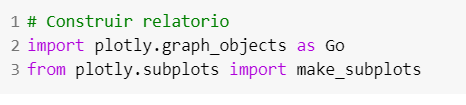 1 # Construir relatorio
2 import plotly.graph_objects as Go
3 from plotly.subplots import make_subplots